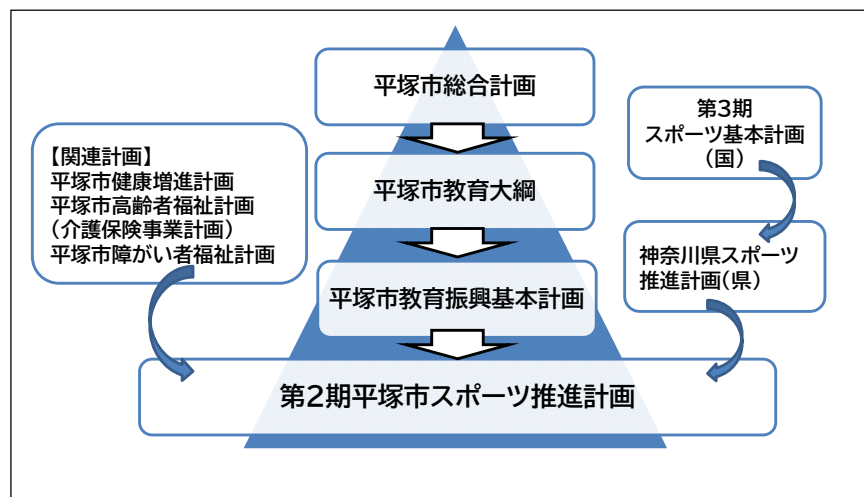 平塚市総合計画
平塚市教育大綱
平塚市教育振興基本計画
第2期平塚市スポーツ推進計画
【関連計画】
平塚市健康増進計画
平塚市高齢者福祉計画
(介護保険事業計画)
平塚市障がい者福祉計画
第3期
スポーツ基本計画
(国)
神奈川県スポーツ
推進計画(県)